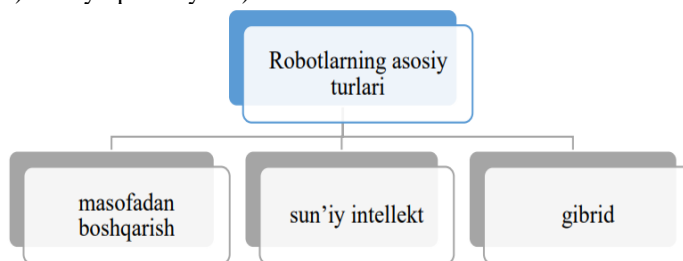 Robotlarning asosiy
turlari
masofadan
boshqarish
sun’iy intellekt
gibrid